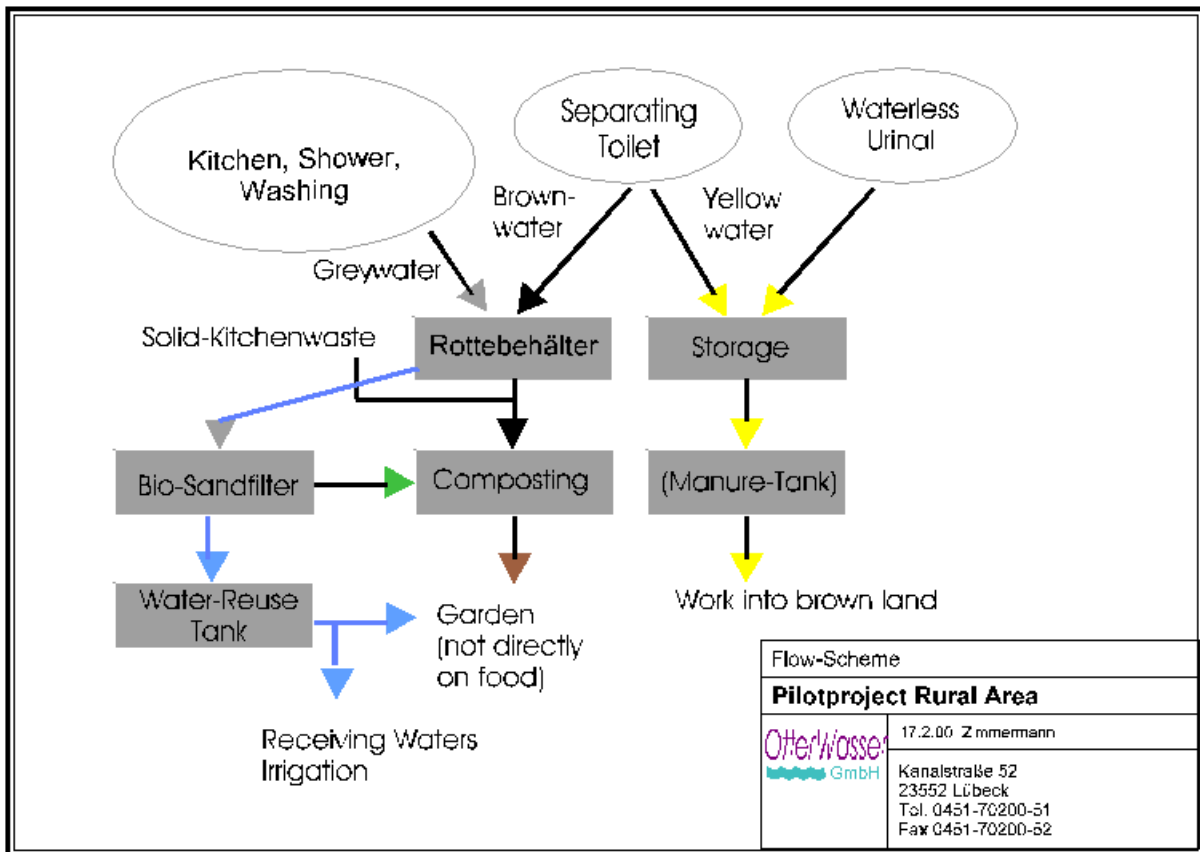 Kitchen, Shower,
Washing
Separating
Toilet
Waterless
Urinal
Brown-
water
Yellow
water
Greywater
Solid-Kitchenwaste
Rottebehälter
Storage
Bio-Sandfilter
Composting
(Manure-Tank)
Water-Reuse
Tank
Garden
(not directly
on food)
Work into brown land
Receiving Waters
Irrigation
Flow-Scheme
Pilotproject Rural Area
OtterWasser
GmbH
17.2.00 Zimmermann
Kanalstraße 52
23552 Lübeck
Tel. 0451-70200-51
Fax 0451-70200-52